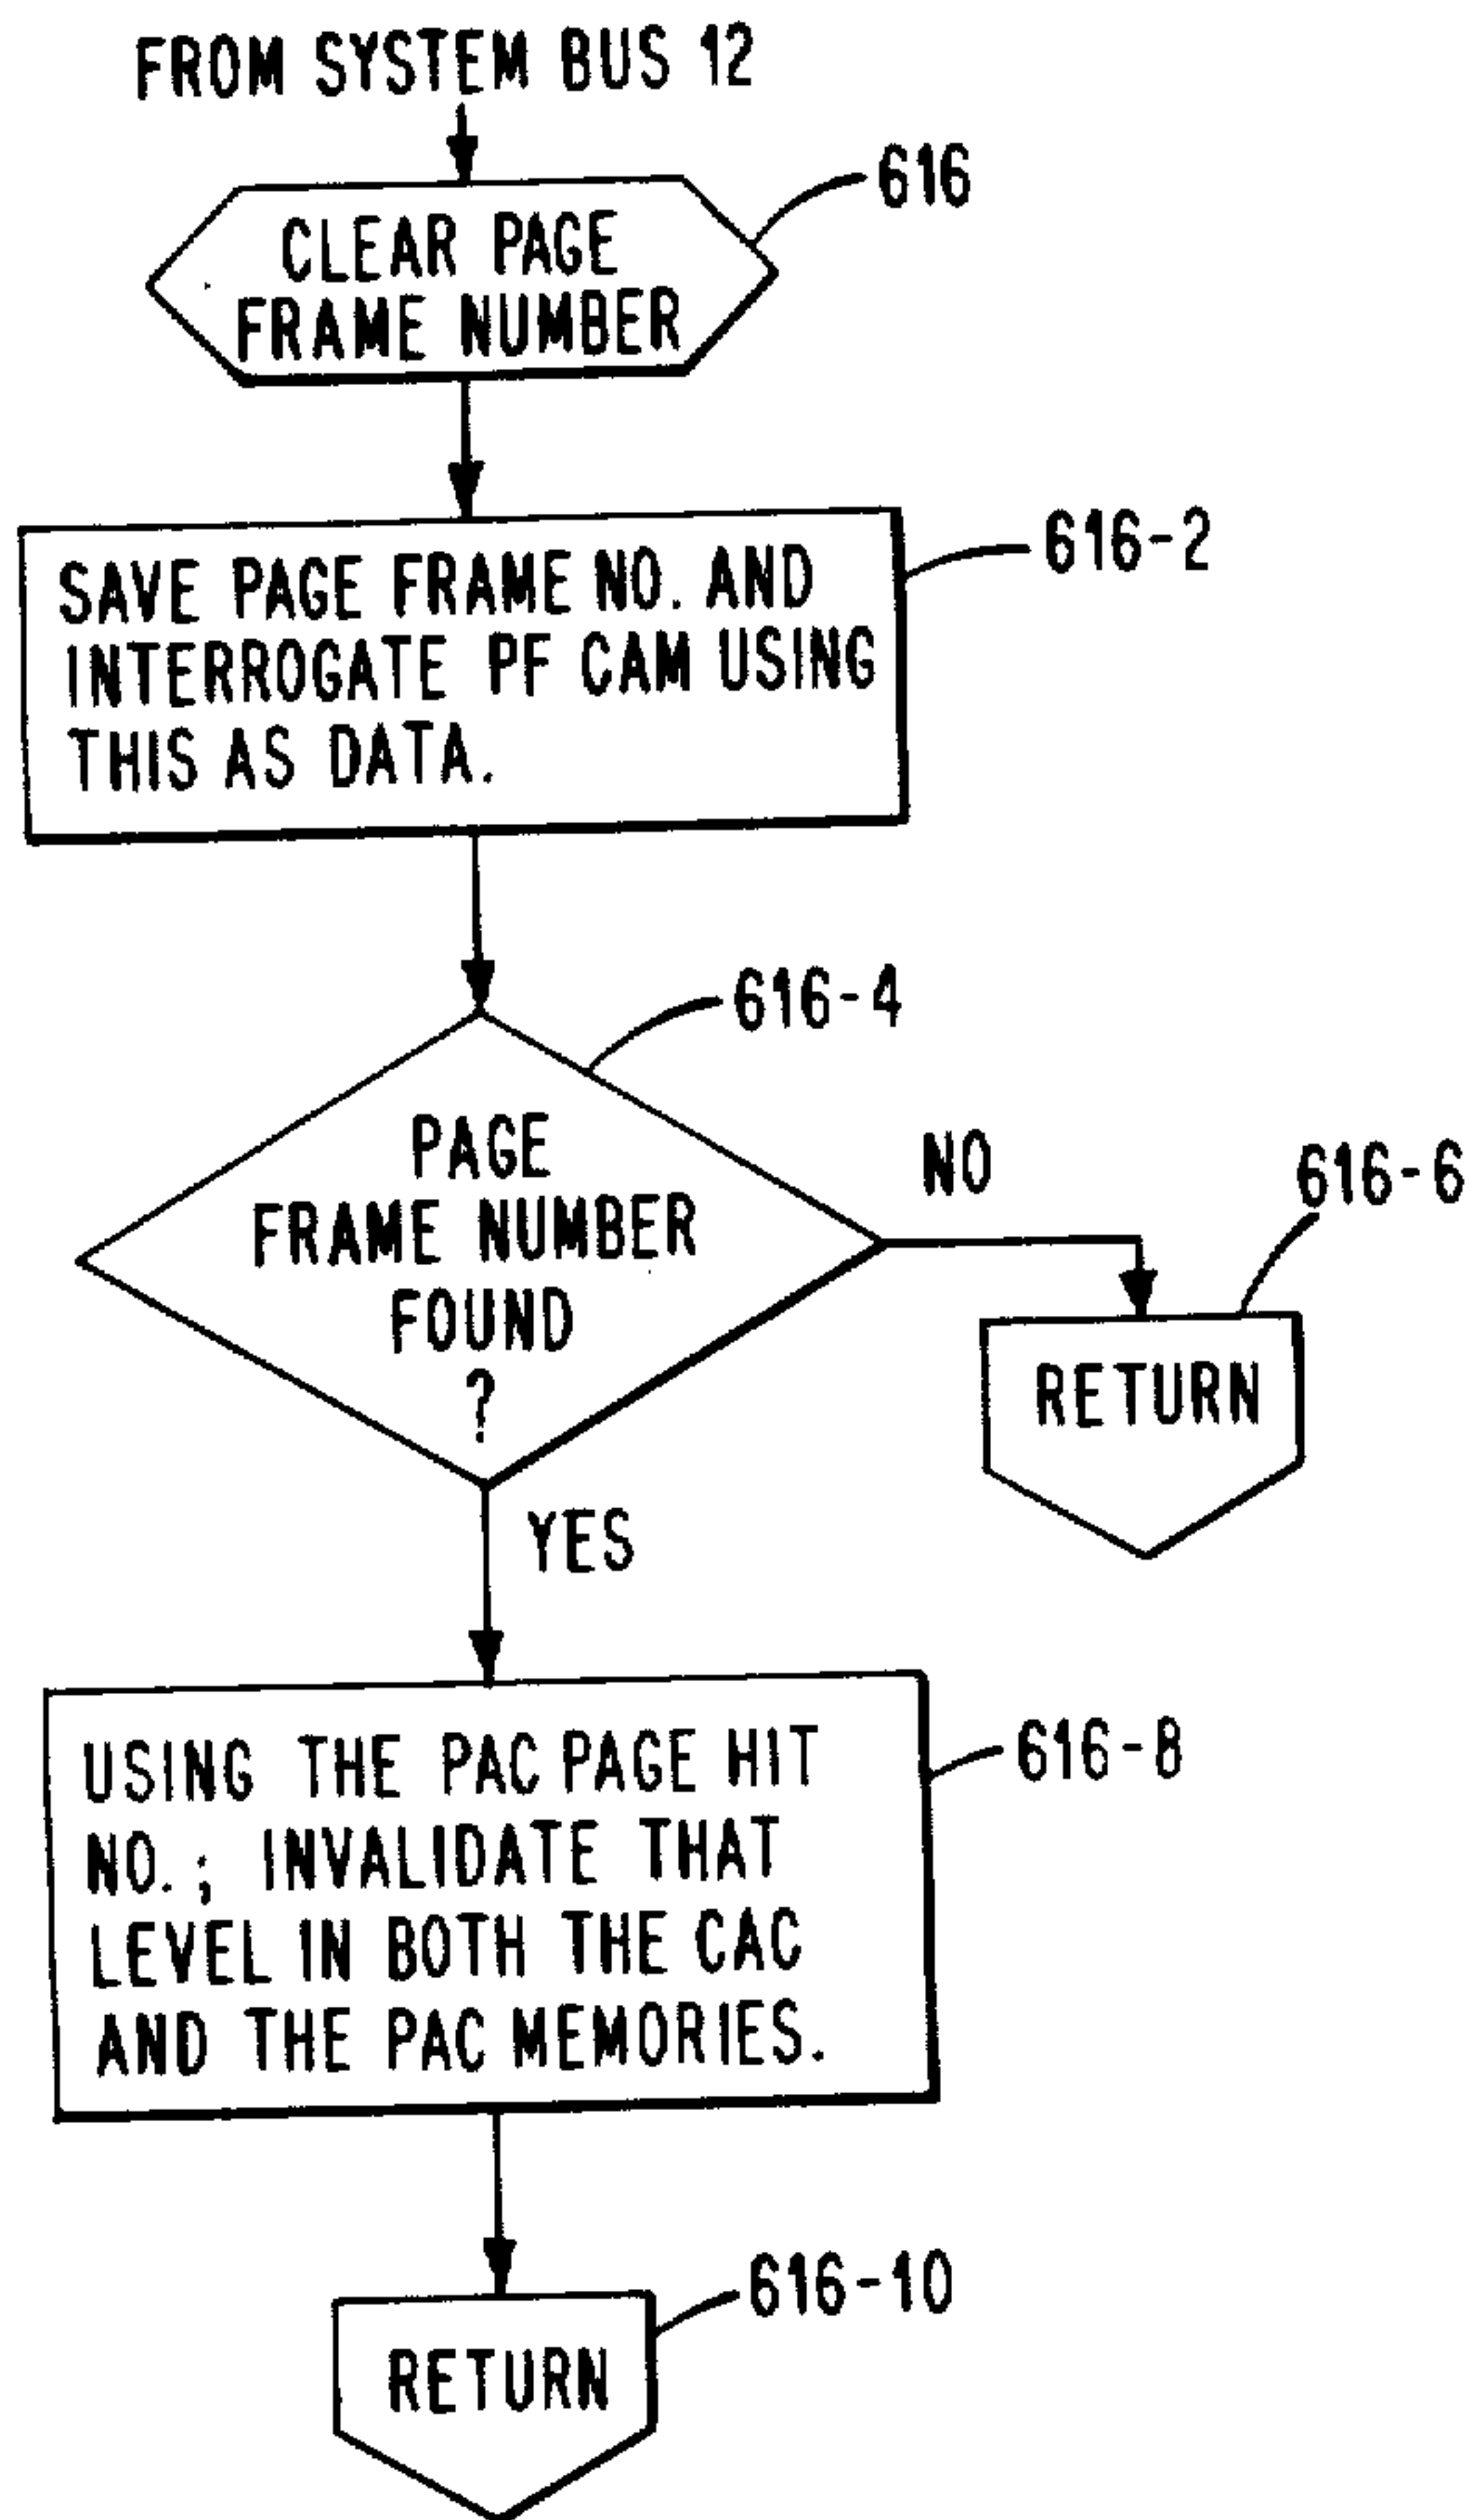 FROM SYSTEM BUS 12
616
CLEAR PAGE
FRAME NUMBER
616-2
SAVE PAGE FRAME NO. AND
INTERROGATE PF CAM USING
THIS AS DATA.
616-4
PAGE
FRAME NUMBER
FOUND
?
NO
616-6
RETURN
YES
616-8
USING THE PAC PAGE HIT
NO.; INVALIDATE THAT
LEVEL IN BOTH THE CAC
AND THE PAC MEMORIES.
616-10
RETURN